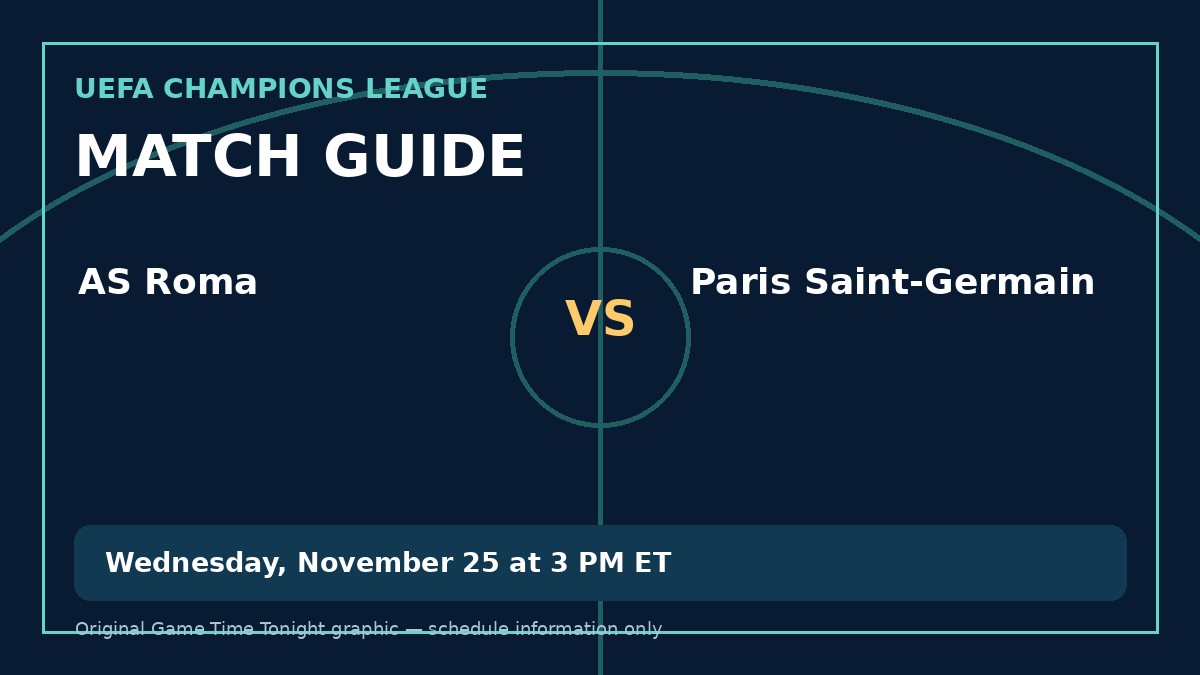 UEFA CHAMPIONS LEAGUE
MATCH GUIDE
AS Roma
VS
Paris Saint-Germain
Wednesday, November 25 at 3 PM ET
Original Game Time Tonight graphic — schedule information only